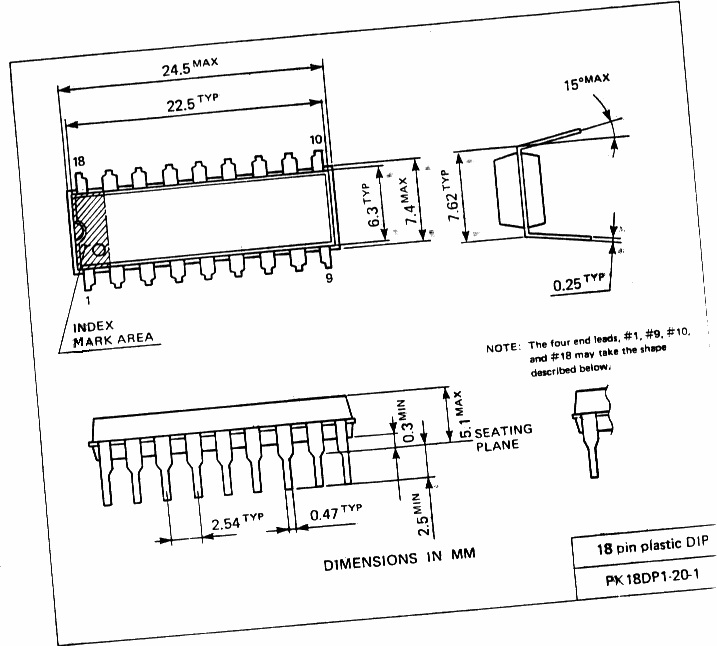 24.5 MAX
22.5 TYP
18
10
1
9
INDEX
MARK AREA
6.3 TYP
7.4 MAX
7.62 TYP
15° MAX
0.25 TYP
NOTE: The four end leads, #1, #9, #10,
and #18 may take the shape
described below.
0.3 MIN
5.1 MAX
SEATING
PLANE
2.54 TYP
0.47 TYP
2.5 MIN
DIMENSIONS IN MM
18 pin plastic DIP
PK18DP1-20-1